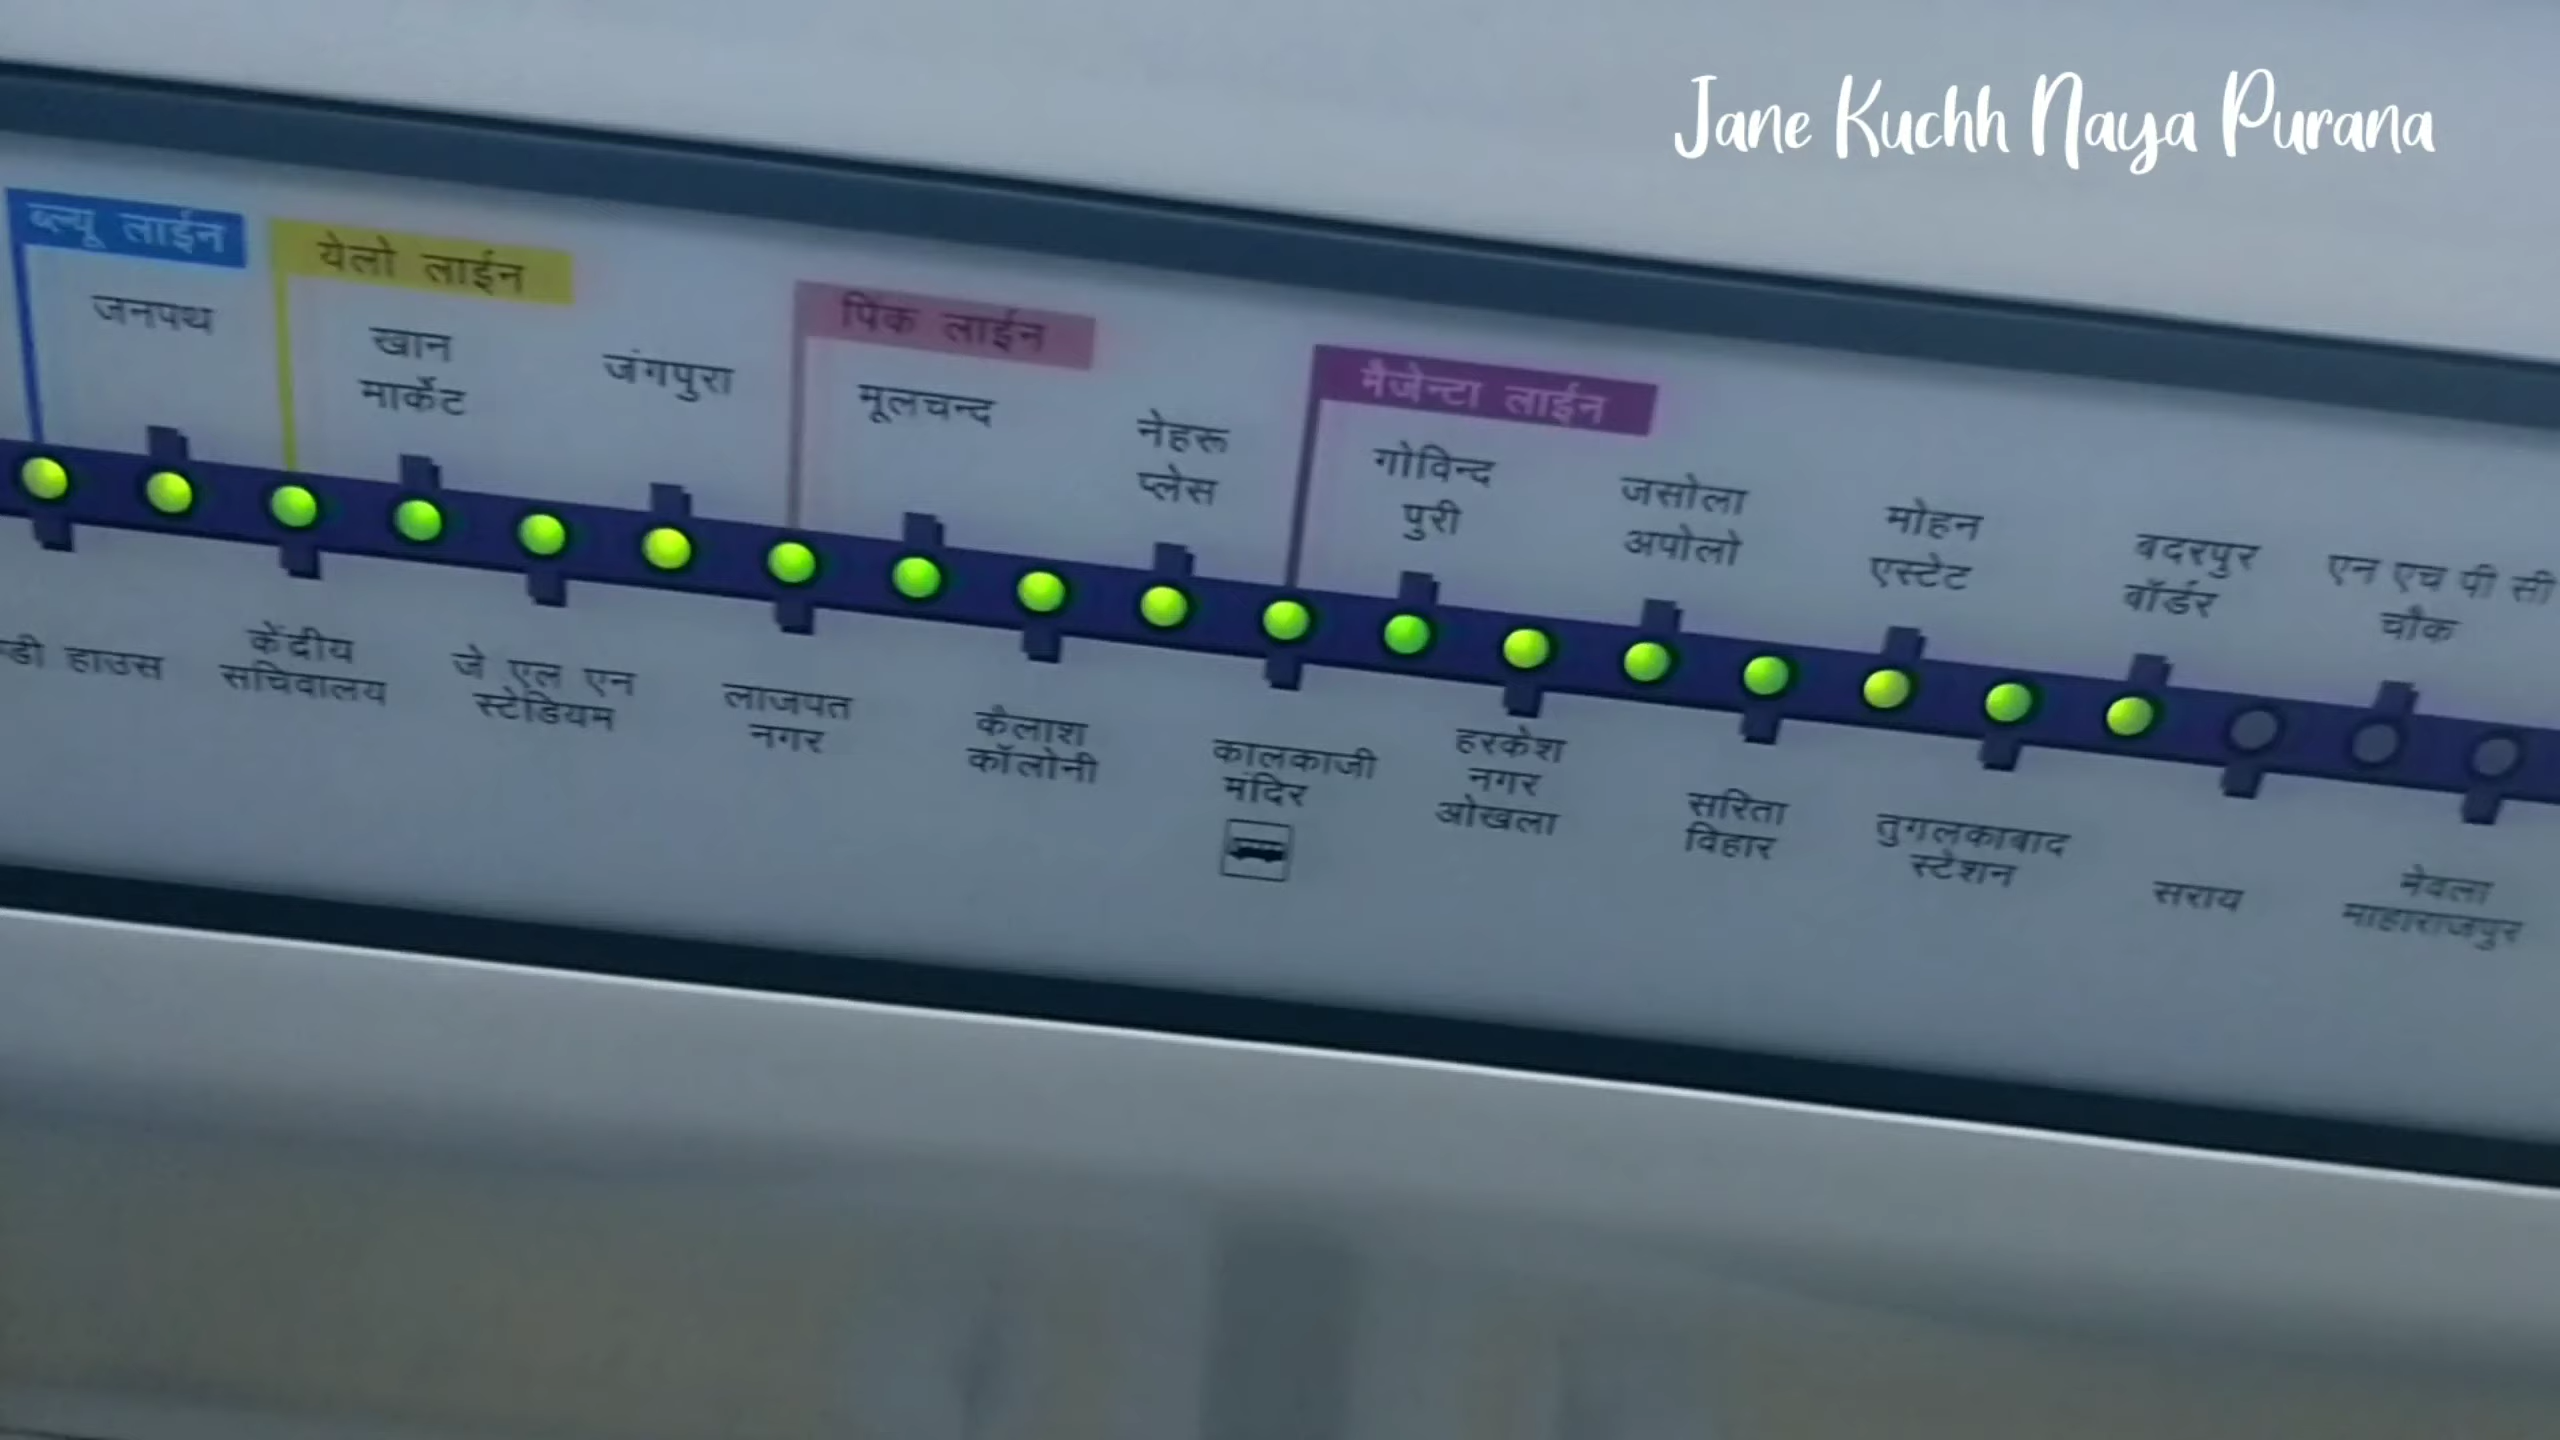 Jane Kuchh Naya Purana
ब्ल्यू लाईन
येलो लाईन
पिंक लाईन
मैजेन्टा लाईन
जनपथ
खान
मार्केट
जंगपुरा
मूलचन्द
नेहरू
प्लेस
गोविन्द
पुरी
जसोला
अपोलो
मोहन
एस्टेट
बदरपुर
बॉर्डर
एन एच पी सी
चौक
डी हाउस
केंद्रीय
सचिवालय
जे एल एन
स्टेडियम
लाजपत
नगर
कैलाश
कॉलोनी
कालकाजी
मंदिर
हरकेश
नगर
ओखला
सरिता
विहार
तुगलकाबाद
स्टेशन
सराय
मेवला
माहाराजपुर